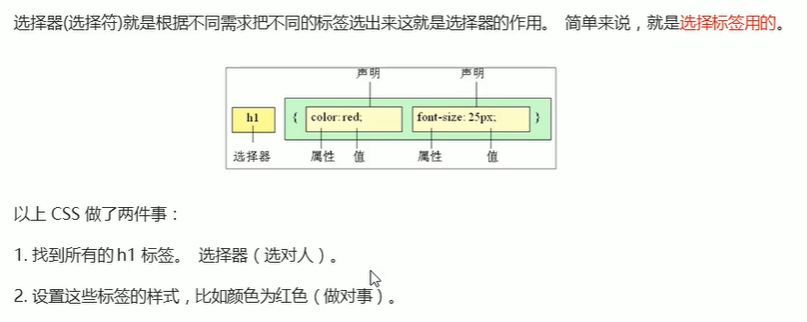 选择器(选择符)就是根据不同需求把不同的标签选出来这就是选择器的作用。 简单来说，就是选择标签用的。
声明 声明
h1 { color: red; font-size: 25px; }
选择器 属性 值 属性 值
以上 CSS 做了两件事：
1. 找到所有的 h1 标签。 选择器（选对人）。
2. 设置这些标签的样式，比如颜色为红色（做对事）。